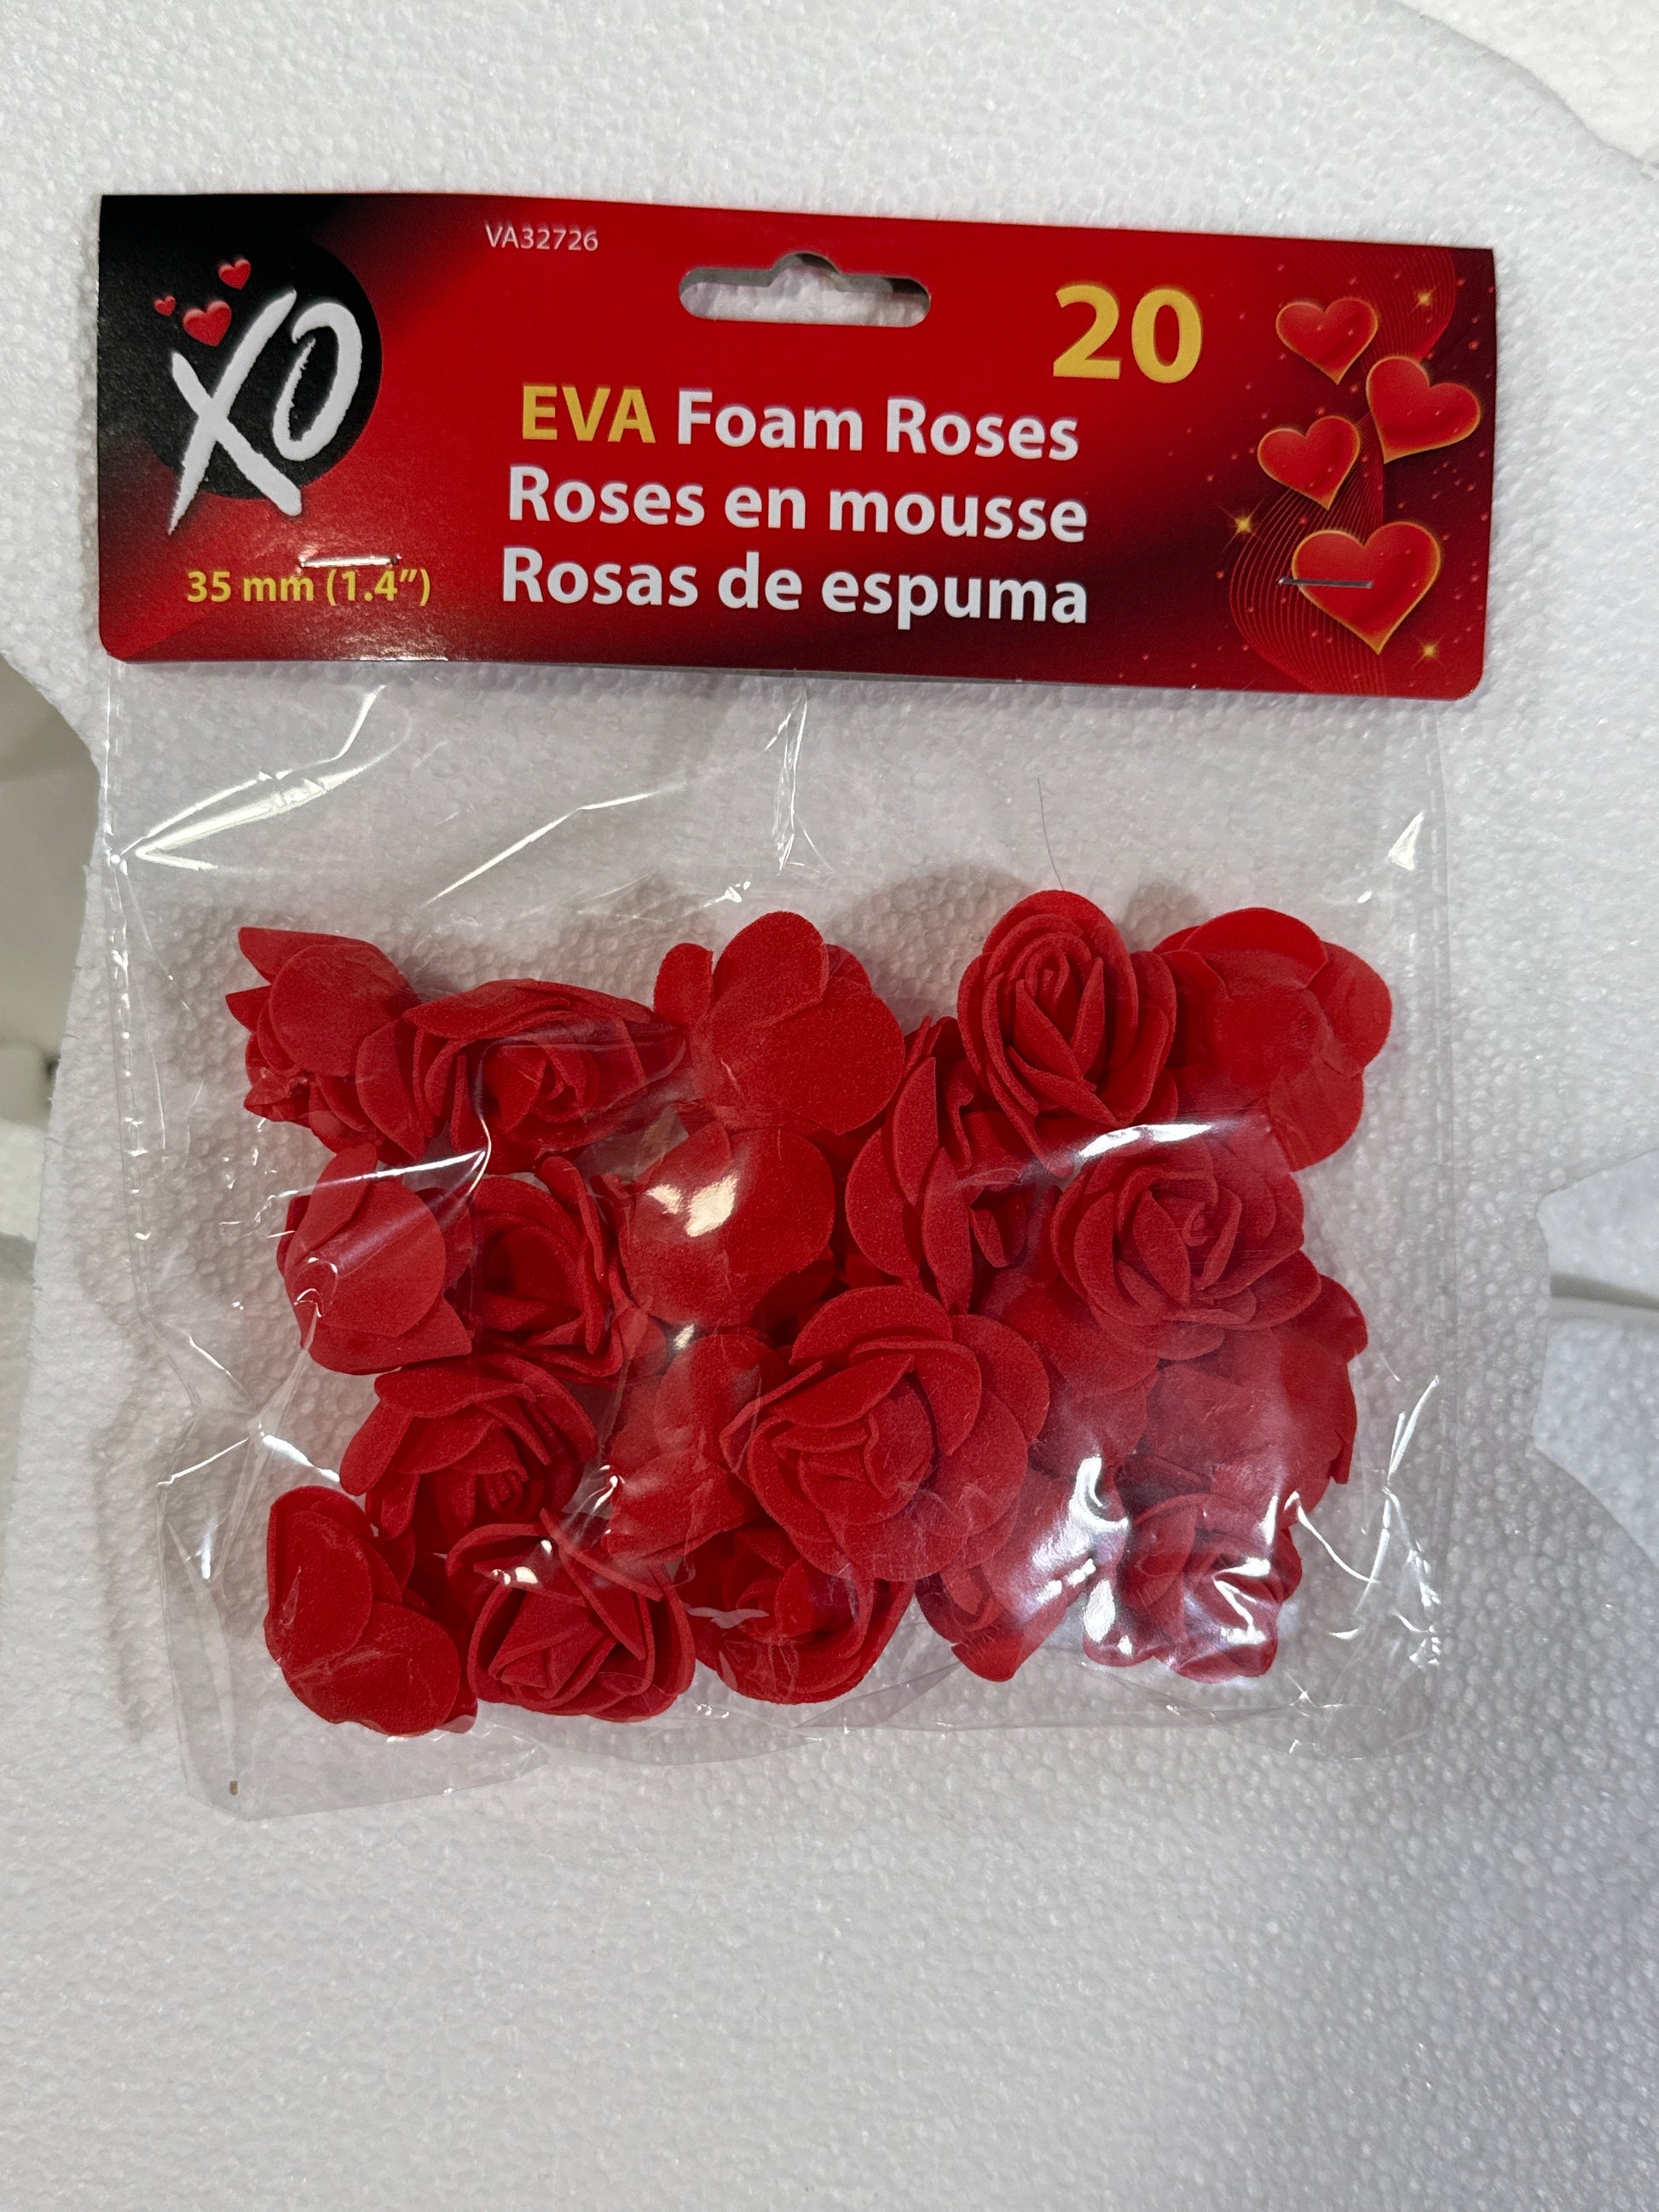 VA32726
XO
20
EVA Foam Roses
Roses en mousse
Rosas de espuma
35 mm (1.4")